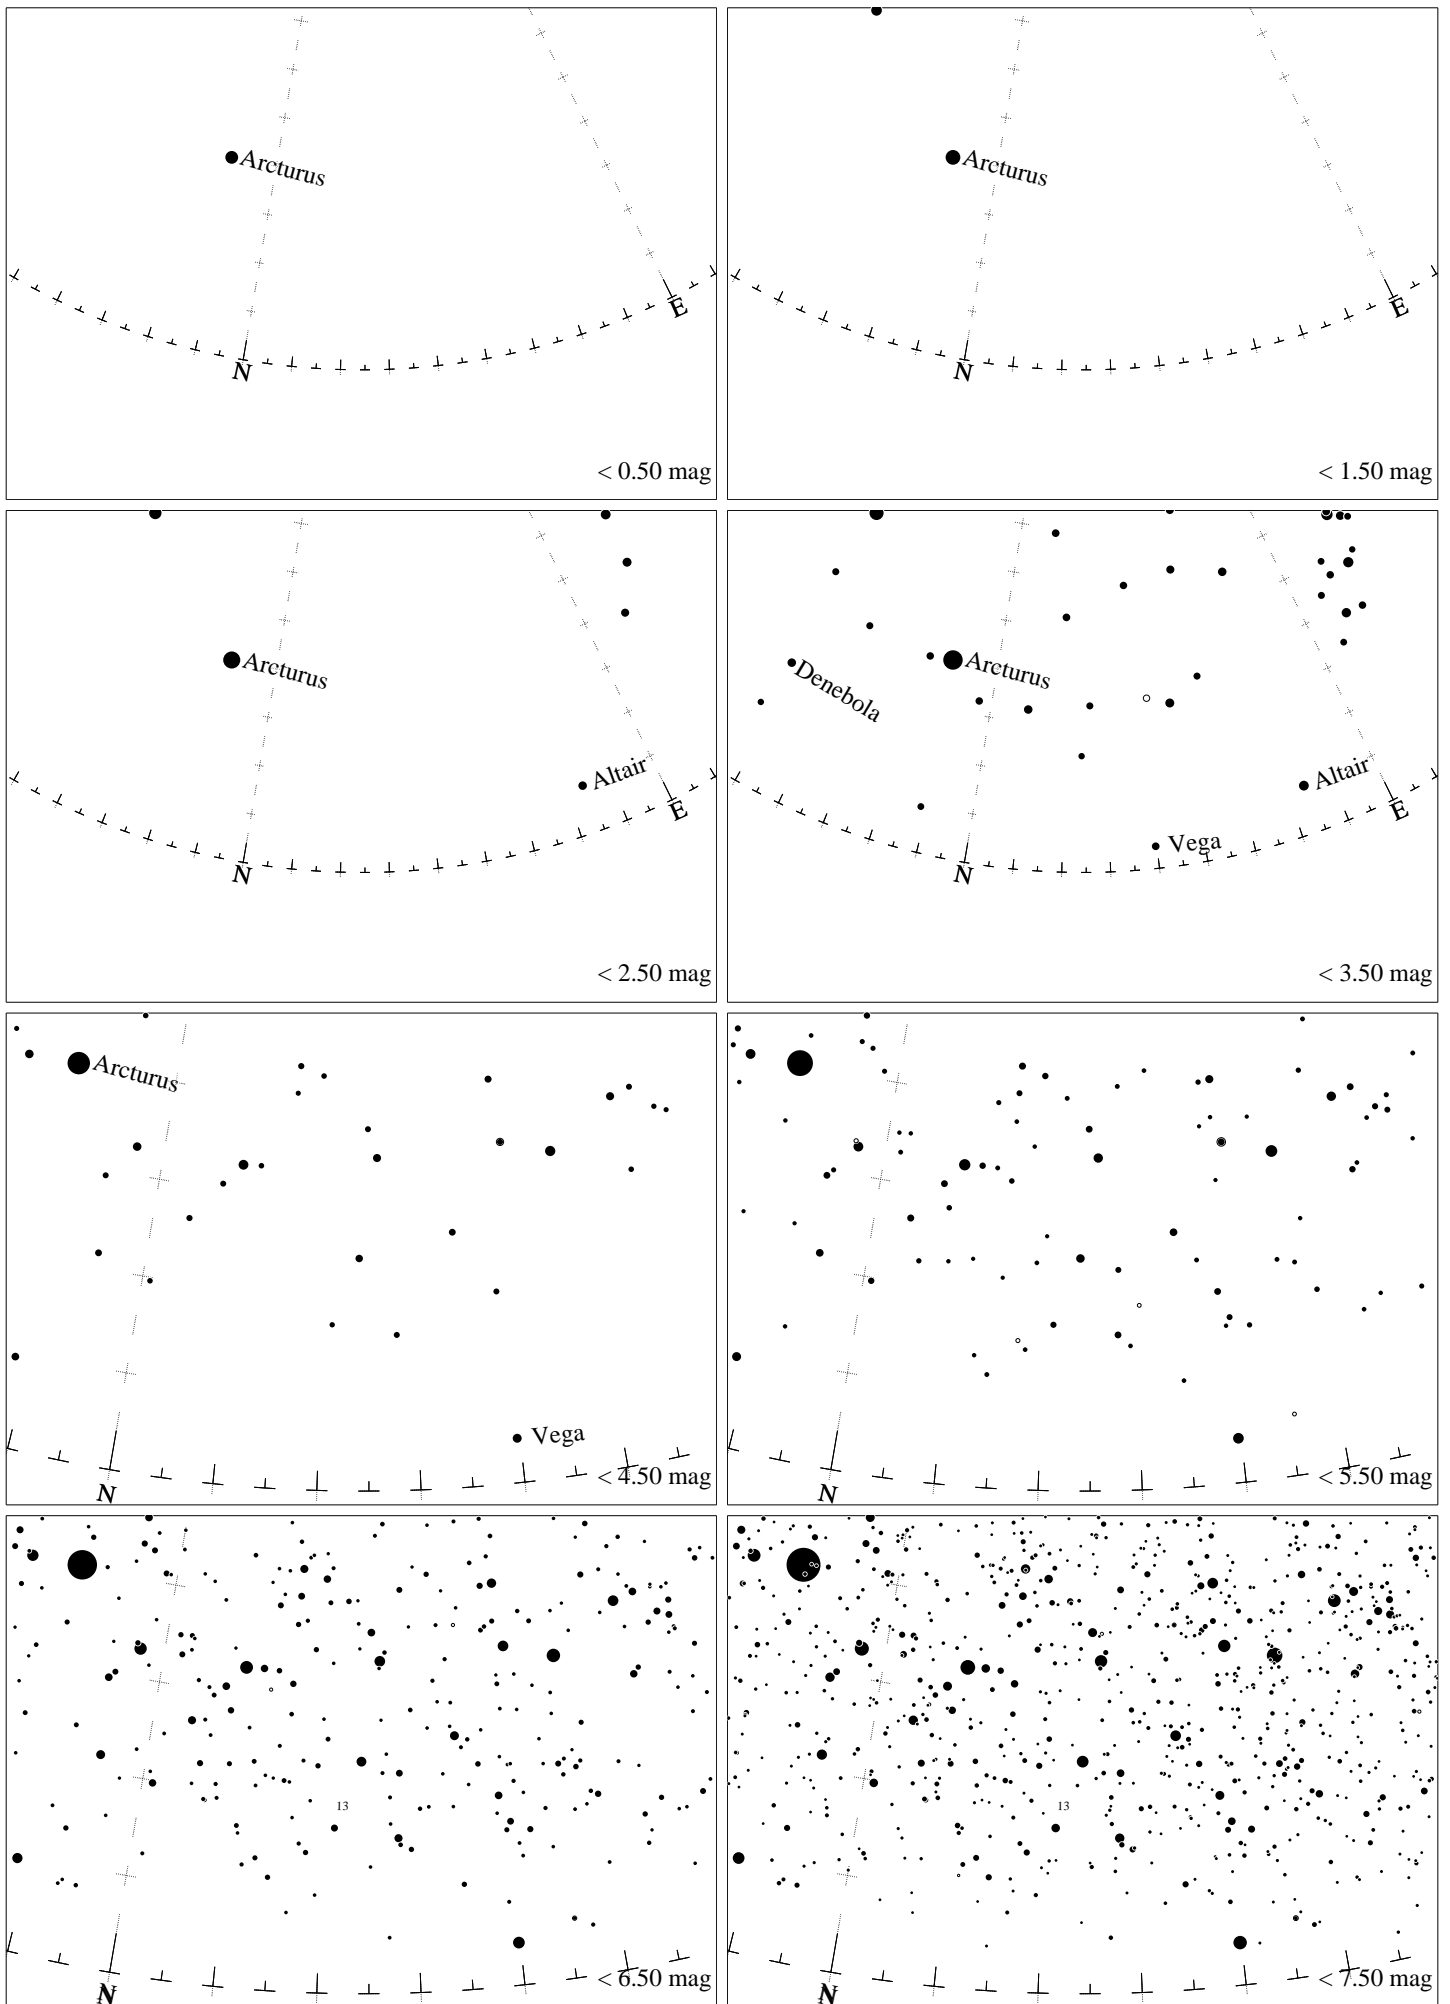 Arcturus
N
E
< 0.50 mag
Arcturus
N
E
< 1.50 mag
Arcturus
Altair
N
E
< 2.50 mag
Denebola
Arcturus
Altair
Vega
N
E
< 3.50 mag
Arcturus
Vega
N
< 4.50 mag
N
< 5.50 mag
13
N
< 6.50 mag
13
N
< 7.50 mag